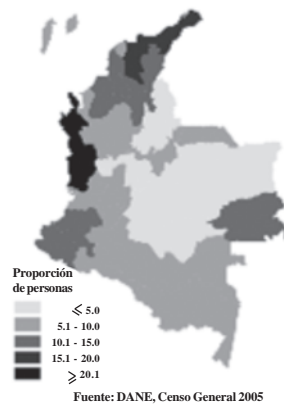 Proporción
de personas
⩽ 5.0
5.1 - 10.0
10.1 - 15.0
15.1 - 20.0
⩾ 20.1
Fuente: DANE, Censo General 2005